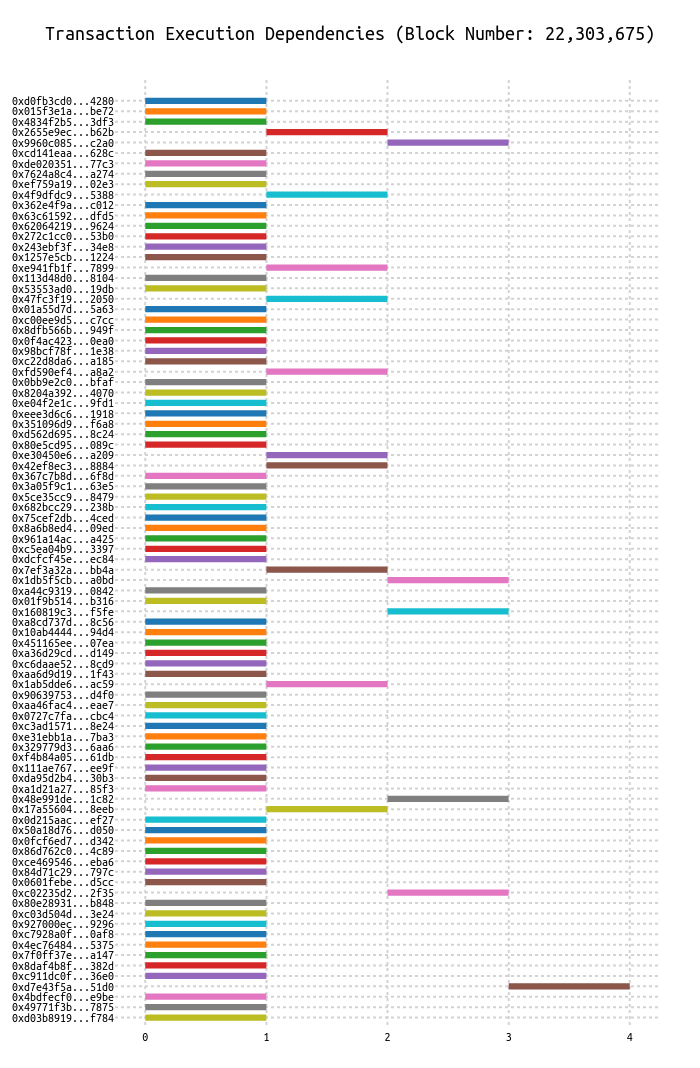 Transaction Execution Dependencies (Block Number: 22,303,675)
0xd0fb3cd0...4280
0x015f3e1a...be72
0x4834f2b5...3df3
0x2655e9ec...b62b
0x9960c085...c2a0
0xcd141eaa...628c
0xde020351...77c3
0x7624a8c4...a274
0xef759a19...02e3
0x4f9dfdc9...5388
0x362e4f9a...c012
0x63c61592...dfd5
0x62064219...9624
0x272c1cc0...53b0
0x243ebf3f...34e8
0x1257e5cb...1224
0xe941fb1f...7899
0x113d48d0...8104
0x53553ad0...19db
0x47fc3f19...2050
0x01a55d7d...5a63
0xc00ee9d5...c7cc
0x8dfb566b...949f
0x0f4ac423...0ea0
0x98bcf78f...1e38
0xc22d8da6...a185
0xfd590ef4...a8a2
0x0bb9e2c0...bfaf
0x8204a392...4070
0xe04f2e1c...9fd1
0xeee3d6c6...1918
0x351096d9...f6a8
0xd562d695...8c24
0x80e5cd95...089c
0xe30450e6...a209
0x42ef8ec3...8884
0x367c7b8d...6f8d
0x3a05f9c1...63e5
0x5ce35cc9...8479
0x682bcc29...238b
0x75cef2db...4ced
0x8a6b8ed4...09ed
0x961a14ac...a425
0xc5ea04b9...3397
0xdcfcf45e...ec84
0x7ef3a32a...bb4a
0x1db5f5cb...a0bd
0xa44c9319...0842
0x01f9b514...b316
0x160819c3...f5fe
0xa8cd737d...8c56
0x10ab4444...94d4
0x451165ee...07ea
0xa36d29cd...d149
0xc6daae52...8cd9
0xaa6d9d19...1f43
0x1ab5dde6...ac59
0x90639753...d4f0
0xaa46fac4...eae7
0x0727c7fa...cbc4
0xc3ad1571...8e24
0xe31ebb1a...7ba3
0x329779d3...6aa6
0xf4b84a05...61db
0x111ae767...ee9f
0xda95d2b4...30b3
0xa1d21a27...85f3
0x48e991de...1c82
0x17a55604...8eeb
0x0d215aac...ef27
0x50a18d76...d050
0x0fcf6ed7...d342
0x86d762c0...4c89
0xce469546...eba6
0x84d71c29...797c
0x0601febe...d5cc
0xc02235d2...2f35
0x80e28931...b848
0xc03d504d...3e24
0x927000ec...9296
0xc7928a0f...0af8
0x4ec76484...5375
0x7f0ff37e...a147
0x8daf4b8f...382d
0xc911dc0f...36e0
0xd7e43f5a...51d0
0x4bdfecf0...e9be
0x49771f3b...7875
0xd03b8919...f784
0 1 2 3 4